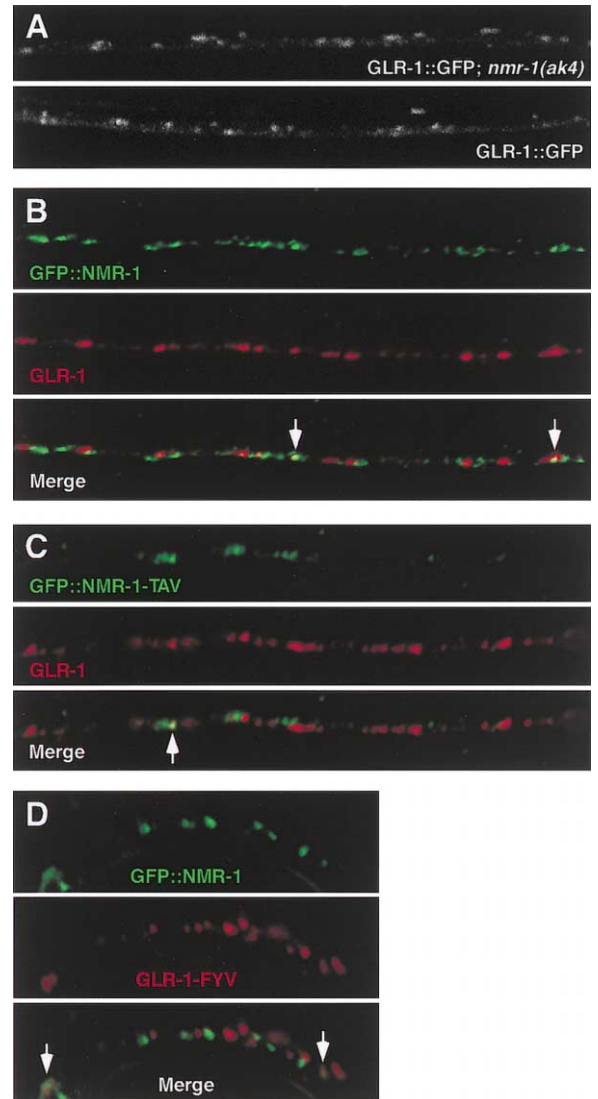 A
GLR-1::GFP; nmr-1(ak4)
GLR-1::GFP
B
GFP::NMR-1
GLR-1
Merge
C
GFP::NMR-1-TAV
GLR-1
Merge
D
GFP::NMR-1
GLR-1-FYV
Merge